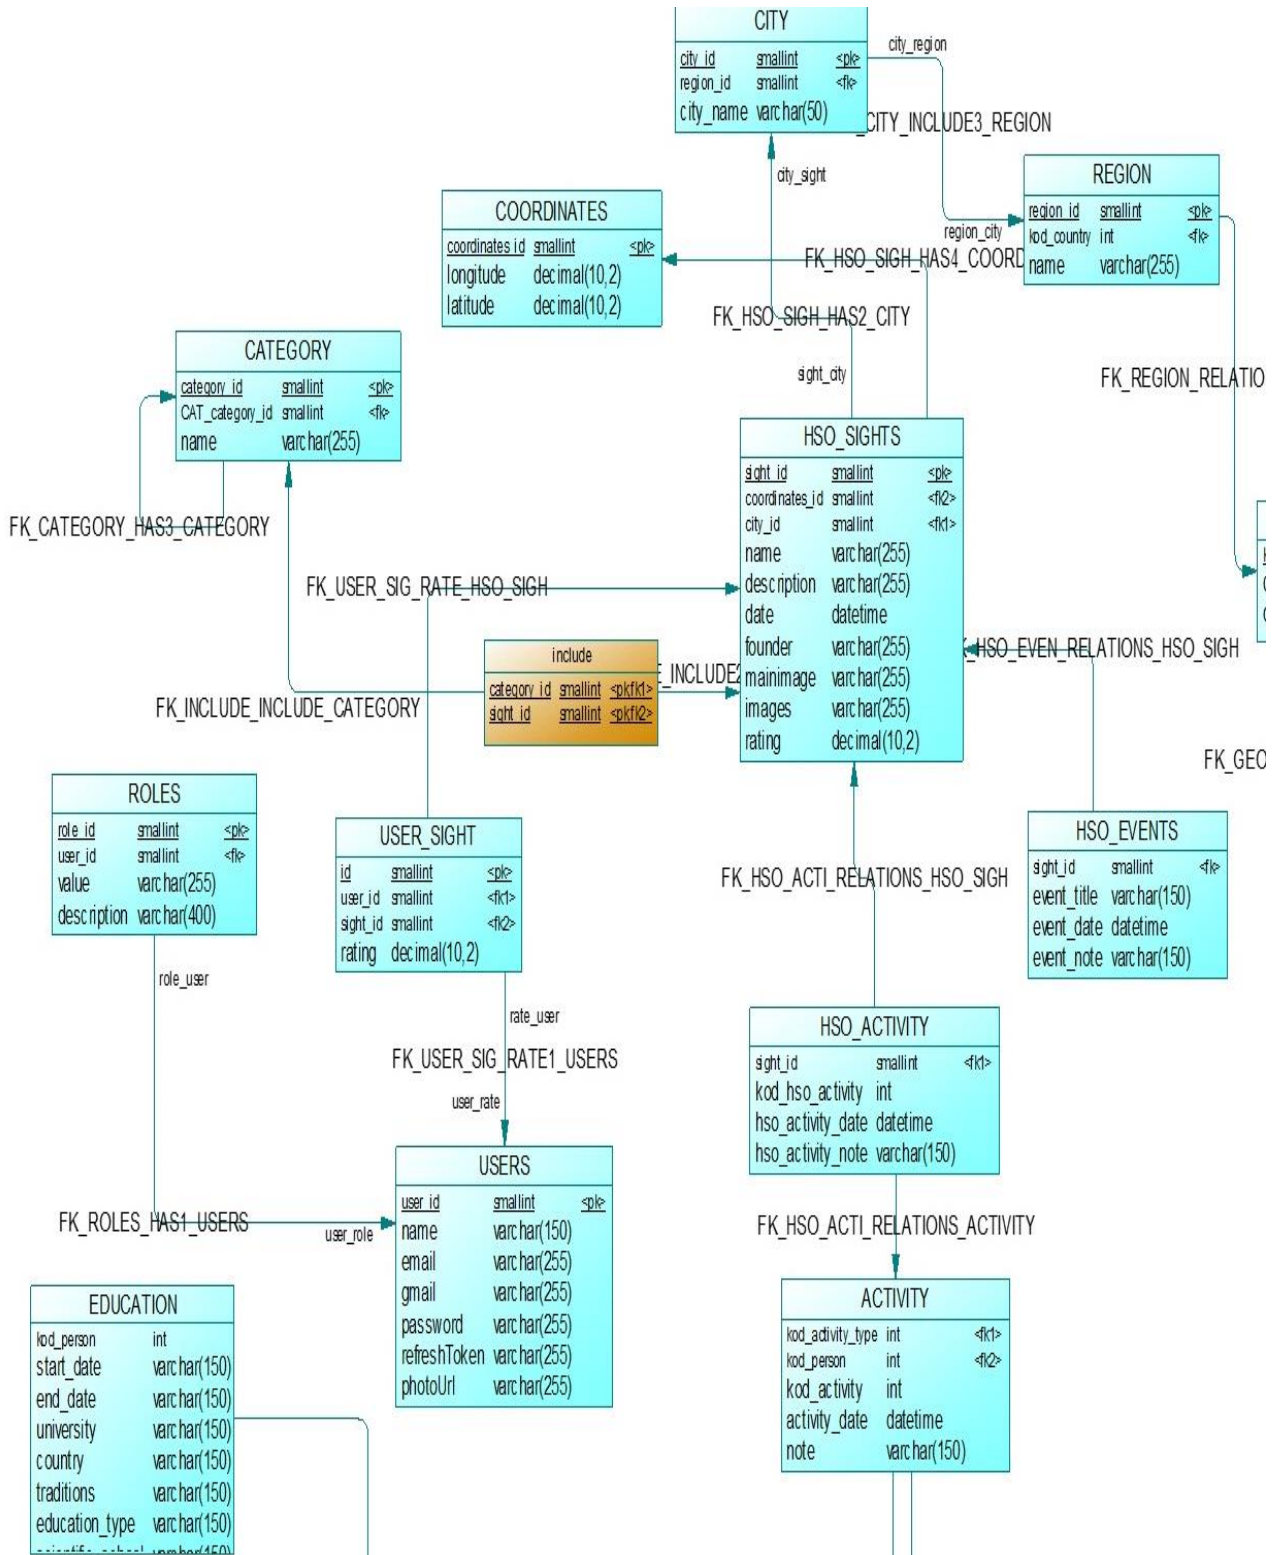 CITY
city_id smallint <pk>
region_id smallint <fk>
city_name varchar(50)
city_region
_CITY_INCLUDE3_REGION
city_sight
REGION
region_id smallint <pk>
kod_country int <fk>
name varchar(255)
region_city
COORDINATES
coordinates_id smallint <pk>
longitude decimal(10,2)
latitude decimal(10,2)
FK_HSO_SIGH_HAS4_COORD
FK_HSO_SIGH_HAS2_CITY
sight_city
FK_REGION_RELATIO
CATEGORY
category_id smallint <pk>
CAT_category_id smallint <fk>
name varchar(255)
FK_CATEGORY_HAS3_CATEGORY
HSO_SIGHTS
sight_id smallint <pk>
coordinates_id smallint <fk2>
city_id smallint <fk1>
name varchar(255)
description varchar(255)
date datetime
founder varchar(255)
mainimage varchar(255)
images varchar(255)
rating decimal(10,2)
FK_USER_SIG_RATE_HSO_SIGH
include
category_id smallint <pkfk1>
sight_id smallint <pkfk2>
E_INCLUDE2
FK_INCLUDE_INCLUDE_CATEGORY
K_HSO_EVEN_RELATIONS_HSO_SIGH
FK_GEO
ROLES
role_id smallint <pk>
user_id smallint <fk>
value varchar(255)
description varchar(400)
role_user
USER_SIGHT
id smallint <pk>
user_id smallint <fk1>
sight_id smallint <fk2>
rating decimal(10,2)
rate_user
FK_USER_SIG_RATE1_USERS
user_rate
FK_HSO_ACTI_RELATIONS_HSO_SIGH
HSO_EVENTS
sight_id smallint <fk>
event_title varchar(150)
event_date datetime
event_note varchar(150)
HSO_ACTIVITY
sight_id smallint <fk1>
kod_hso_activity int
hso_activity_date datetime
hso_activity_note varchar(150)
FK_HSO_ACTI_RELATIONS_ACTIVITY
USERS
user_id smallint <pk>
name varchar(150)
email varchar(255)
gmail varchar(255)
password varchar(255)
refreshToken varchar(255)
photoUrl varchar(255)
FK_ROLES_HAS1_USERS
user_role
EDUCATION
kod_person int
start_date varchar(150)
end_date varchar(150)
university varchar(150)
country varchar(150)
traditions varchar(150)
education_type varchar(150)
ACTIVITY
kod_activity_type int <fk1>
kod_person int <fk2>
kod_activity int
activity_date datetime
note varchar(150)